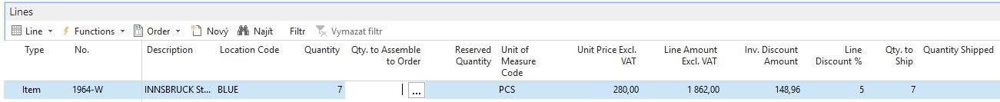 Lines
Line Functions Order Nový Najít Filtr Vymazat filtr
Type No. Description Location Code Quantity Qty. to Assemble to Order Reserved Quantity Unit of Measure Code Unit Price Excl. VAT Line Amount Excl. VAT Inv. Discount Amount Line Discount % Qty. to Ship Quantity Shipped
Item 1964-W INNSBRUCK St... BLUE 7 ... PCS 280,00 1 862,00 148,96 5 7